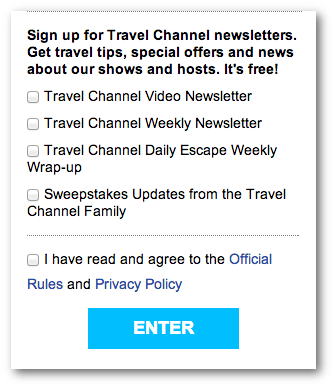 Sign up for Travel Channel newsletters.
Get travel tips, special offers and news
about our shows and hosts. It's free!
Travel Channel Video Newsletter
Travel Channel Weekly Newsletter
Travel Channel Daily Escape Weekly
Wrap-up
Sweepstakes Updates from the Travel
Channel Family
I have read and agree to the Official
Rules and Privacy Policy
ENTER